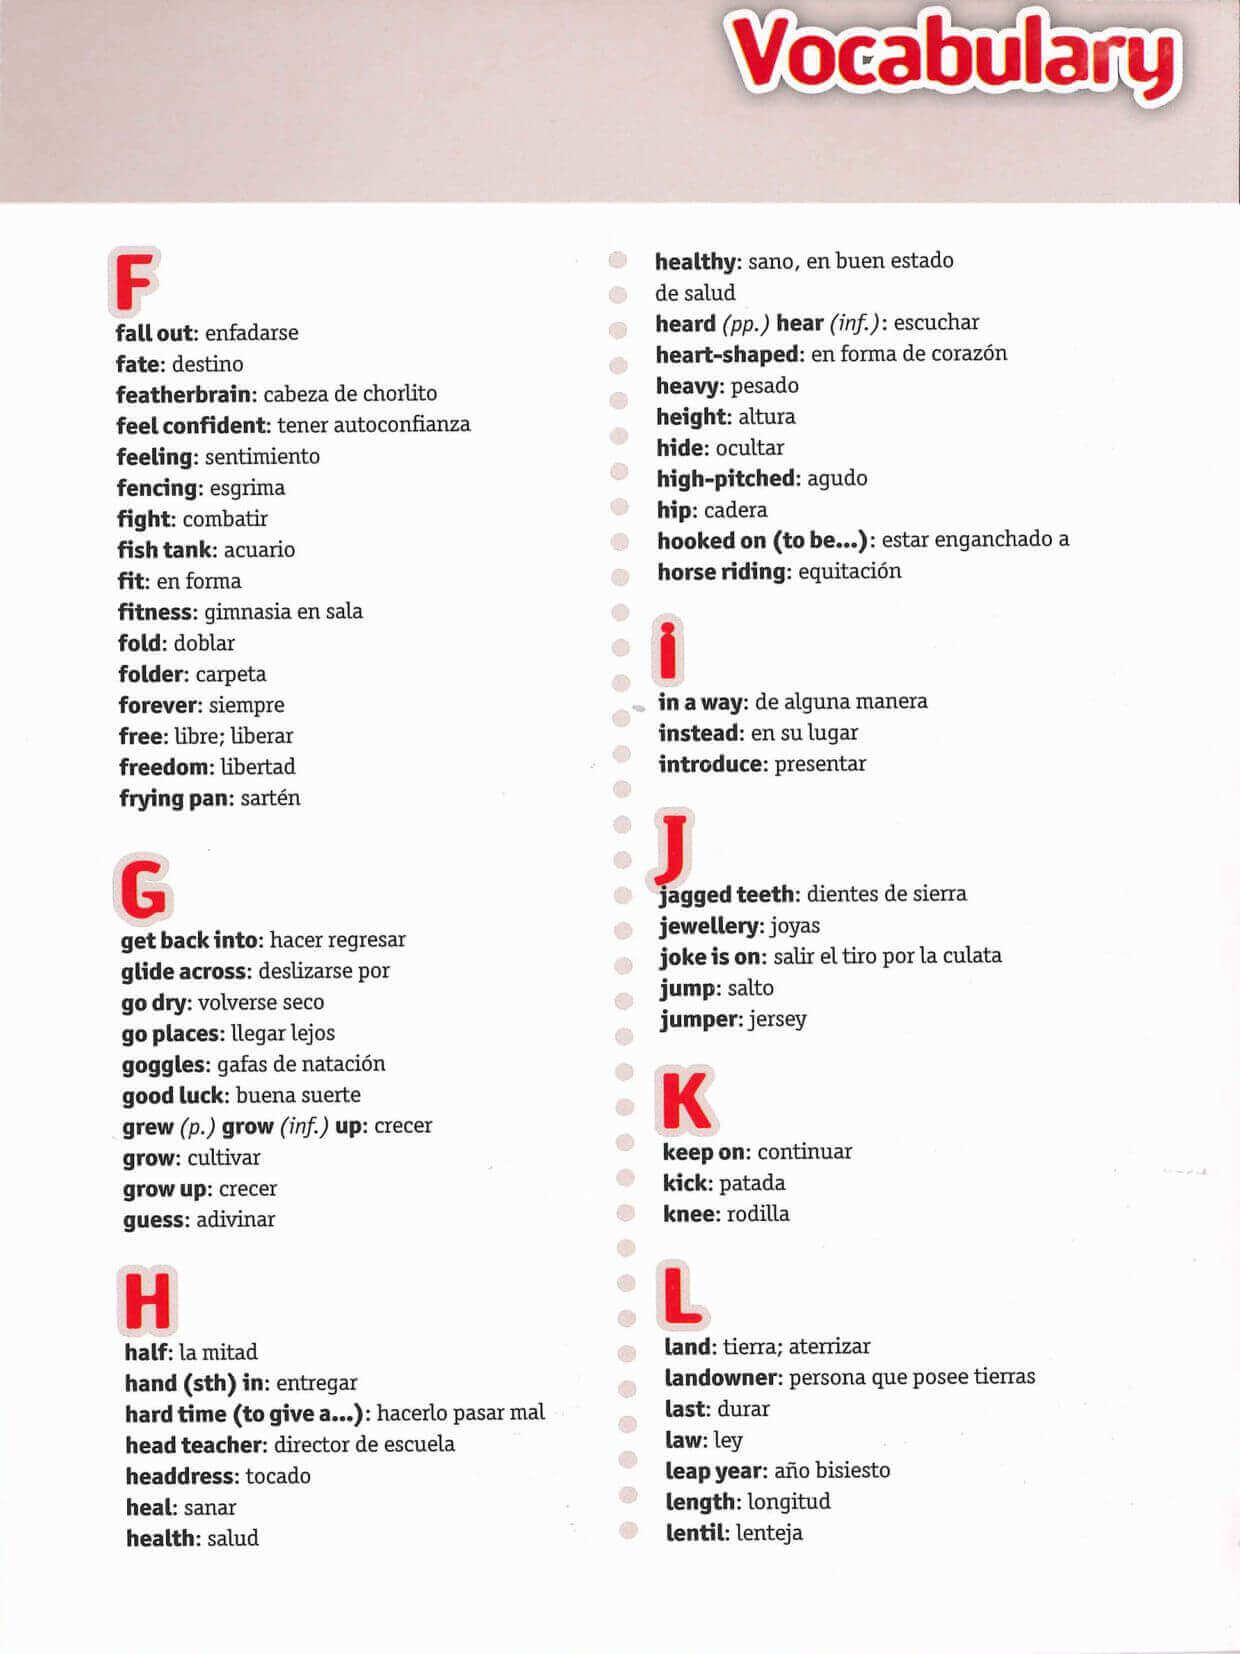 Vocabulary
F
fall out: enfadarse
fate: destino
featherbrain: cabeza de chorlito
feel confident: tener autoconfianza
feeling: sentimiento
fencing: esgrima
fight: combatir
fish tank: acuario
fit: en forma
fitness: gimnasia en sala
fold: doblar
folder: carpeta
forever: siempre
free: libre; liberar
freedom: libertad
frying pan: sartén
G
get back into: hacer regresar
glide across: deslizarse por
go dry: volverse seco
go places: llegar lejos
goggles: gafas de natación
good luck: buena suerte
grew (p.) grow (inf.) up: crecer
grow: cultivar
grow up: crecer
guess: adivinar
H
half: la mitad
hand (sth) in: entregar
hard time (to give a...): hacerlo pasar mal
head teacher: director de escuela
headdress: tocado
heal: sanar
health: salud
healthy: sano, en buen estado
de salud
heard (pp.) hear (inf.): escuchar
heart-shaped: en forma de corazón
heavy: pesado
height: altura
hide: ocultar
high-pitched: agudo
hip: cadera
hooked on (to be...): estar enganchado a
horse riding: equitación
i
in a way: de alguna manera
instead: en su lugar
introduce: presentar
J
jagged teeth: dientes de sierra
jewellery: joyas
joke is on: salir el tiro por la culata
jump: salto
jumper: jersey
K
keep on: continuar
kick: patada
knee: rodilla
L
land: tierra; aterrizar
landowner: persona que posee tierras
last: durar
law: ley
leap year: año bisiesto
length: longitud
lentil: lenteja